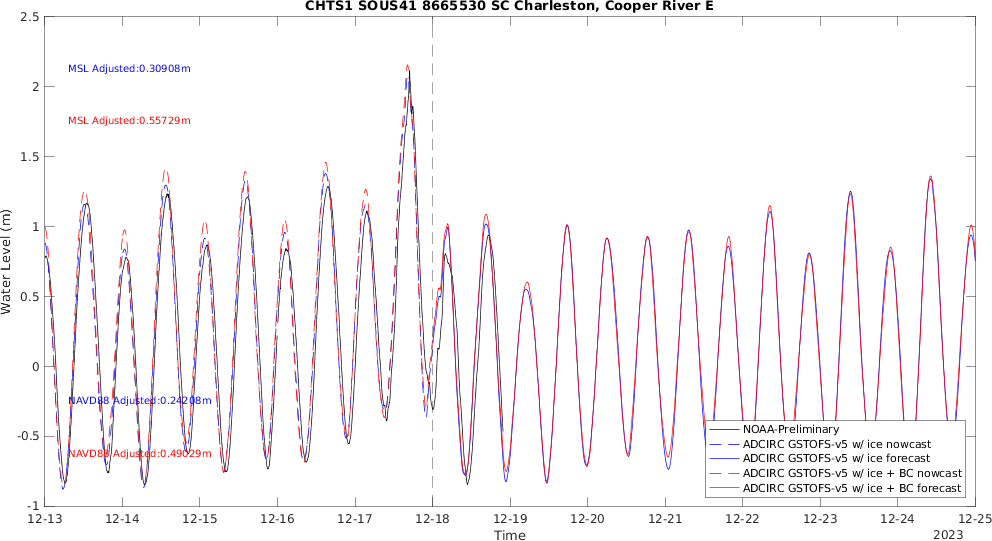 CHTS1 SOUS41 8665530 SC Charleston, Cooper River E
2.5
2
1.5
1
0.5
0
-0.5
-1
Water Level (m)
MSL Adjusted:0.30908m
MSL Adjusted:0.55729m
NAVD88 Adjusted:0.24208m
NAVD88 Adjusted:0.49029m
NOAA-Preliminary
ADCIRC GSTOFS-v5 w/ ice nowcast
ADCIRC GSTOFS-v5 w/ ice forecast
ADCIRC GSTOFS-v5 w/ ice + BC nowcast
ADCIRC GSTOFS-v5 w/ ice + BC forecast
12-13 12-14 12-15 12-16 12-17 12-18 12-19 12-20 12-21 12-22 12-23 12-24 12-25
Time
2023